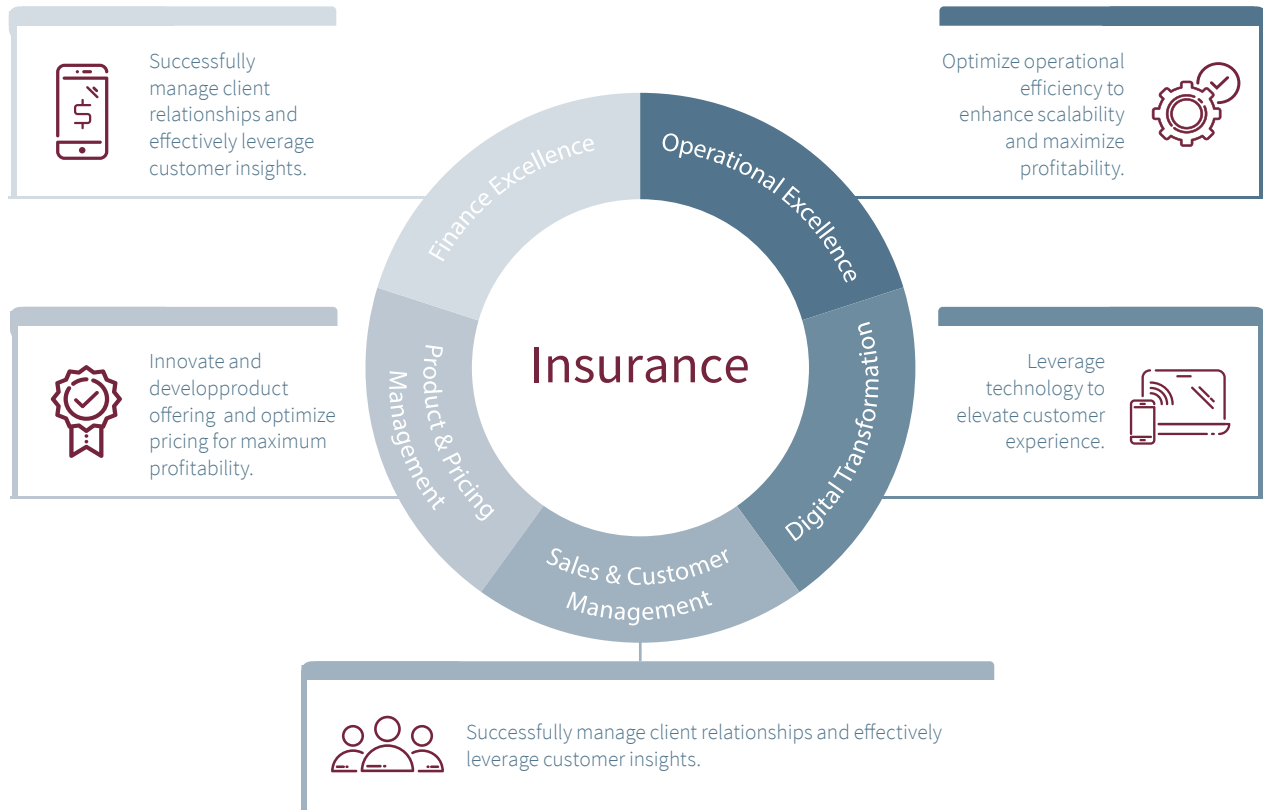 Successfully
manage client
relationships and
effectively leverage
customer insights.
Optimize operational
efficiency to
enhance scalability
and maximize
profitability.
Finance Excellence
Operational Excellence
Innovate and
developproduct
offering  and optimize
pricing for maximum
profitability.
Product & Pricing
Management
Insurance
Digital Transformation
Leverage
technology to
elevate customer
experience.
Sales & Customer
Management
$
Successfully manage client relationships and effectively
leverage customer insights.